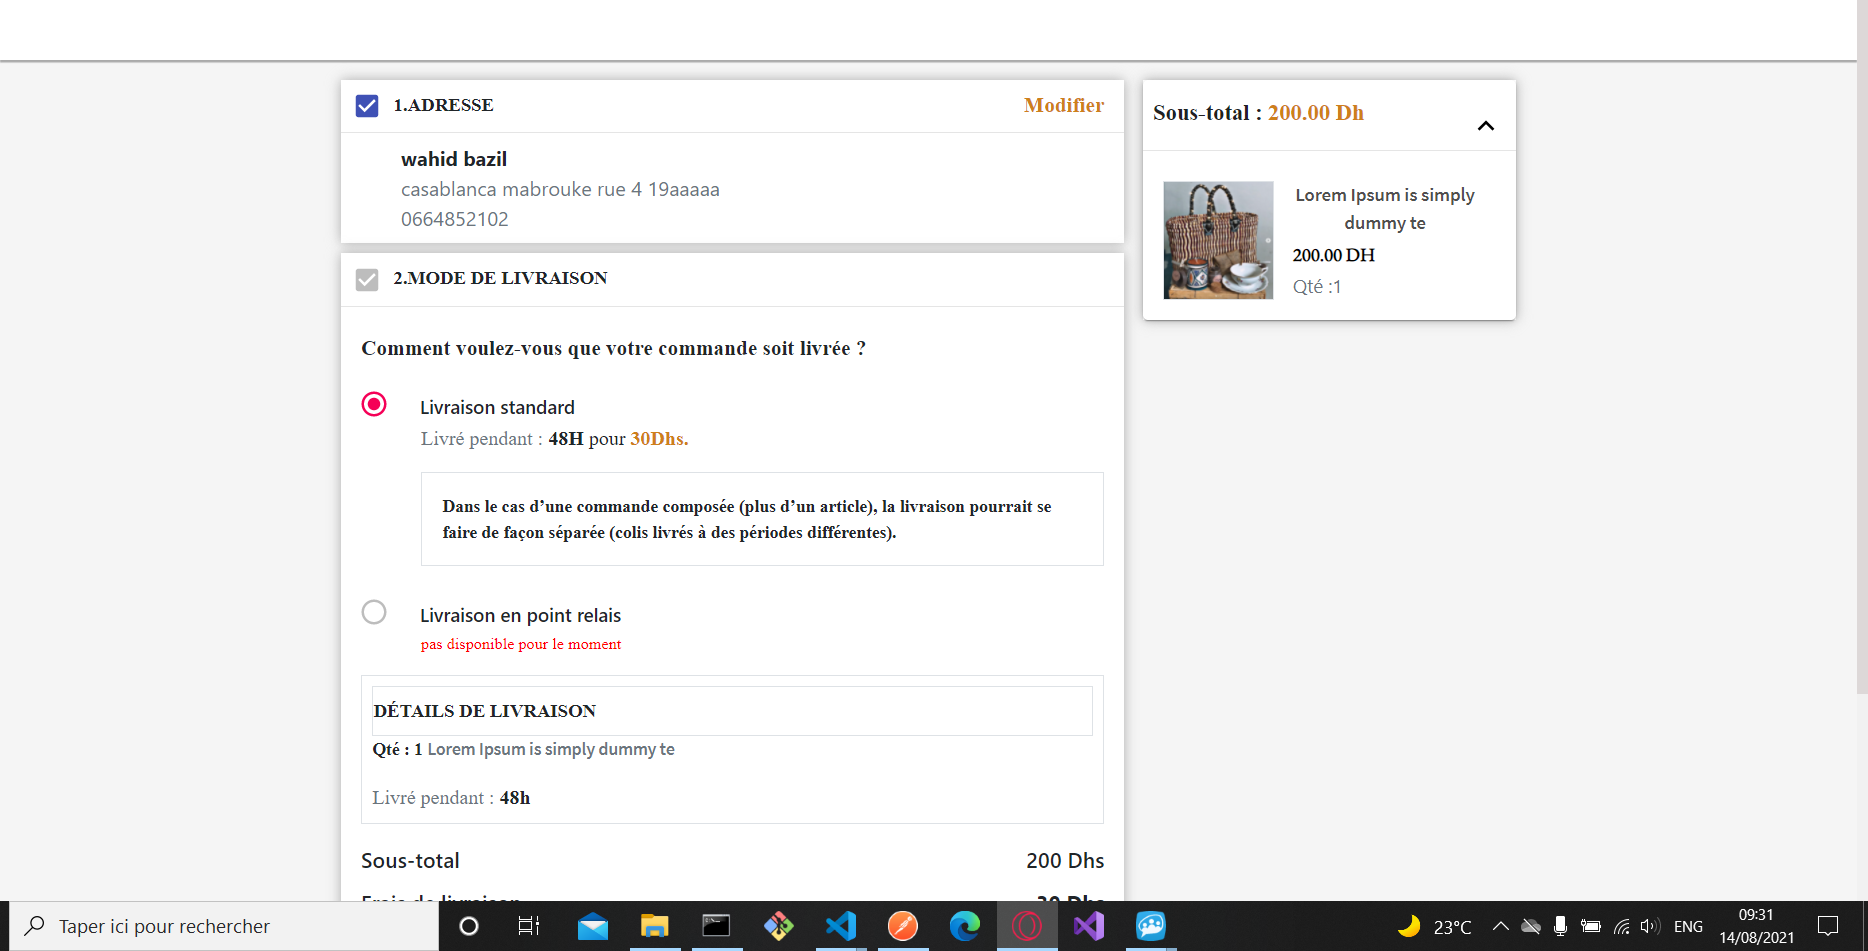 1.ADRESSE
Modifier
wahid bazil
casablanca mabrouke rue 4 19aaaaa
0664852102
2.MODE DE LIVRAISON
Comment voulez-vous que votre commande soit livrée ?
Livraison standard
Livré pendant : 48H pour 30Dhs.
Dans le cas d’une commande composée (plus d’un article), la livraison pourrait se
faire de façon séparée (colis livrés à des périodes différentes).
Livraison en point relais
pas disponible pour le moment
DÉTAILS DE LIVRAISON
Qté : 1 Lorem Ipsum is simply dummy te
Livré pendant : 48h
Sous-total
200 Dhs
Frais de livraison
30 Dhs
Sous-total : 200.00 Dh
Lorem Ipsum is simply
dummy te
200.00 DH
Qté :1
Taper ici pour rechercher
23°C
ENG
09:31
14/08/2021